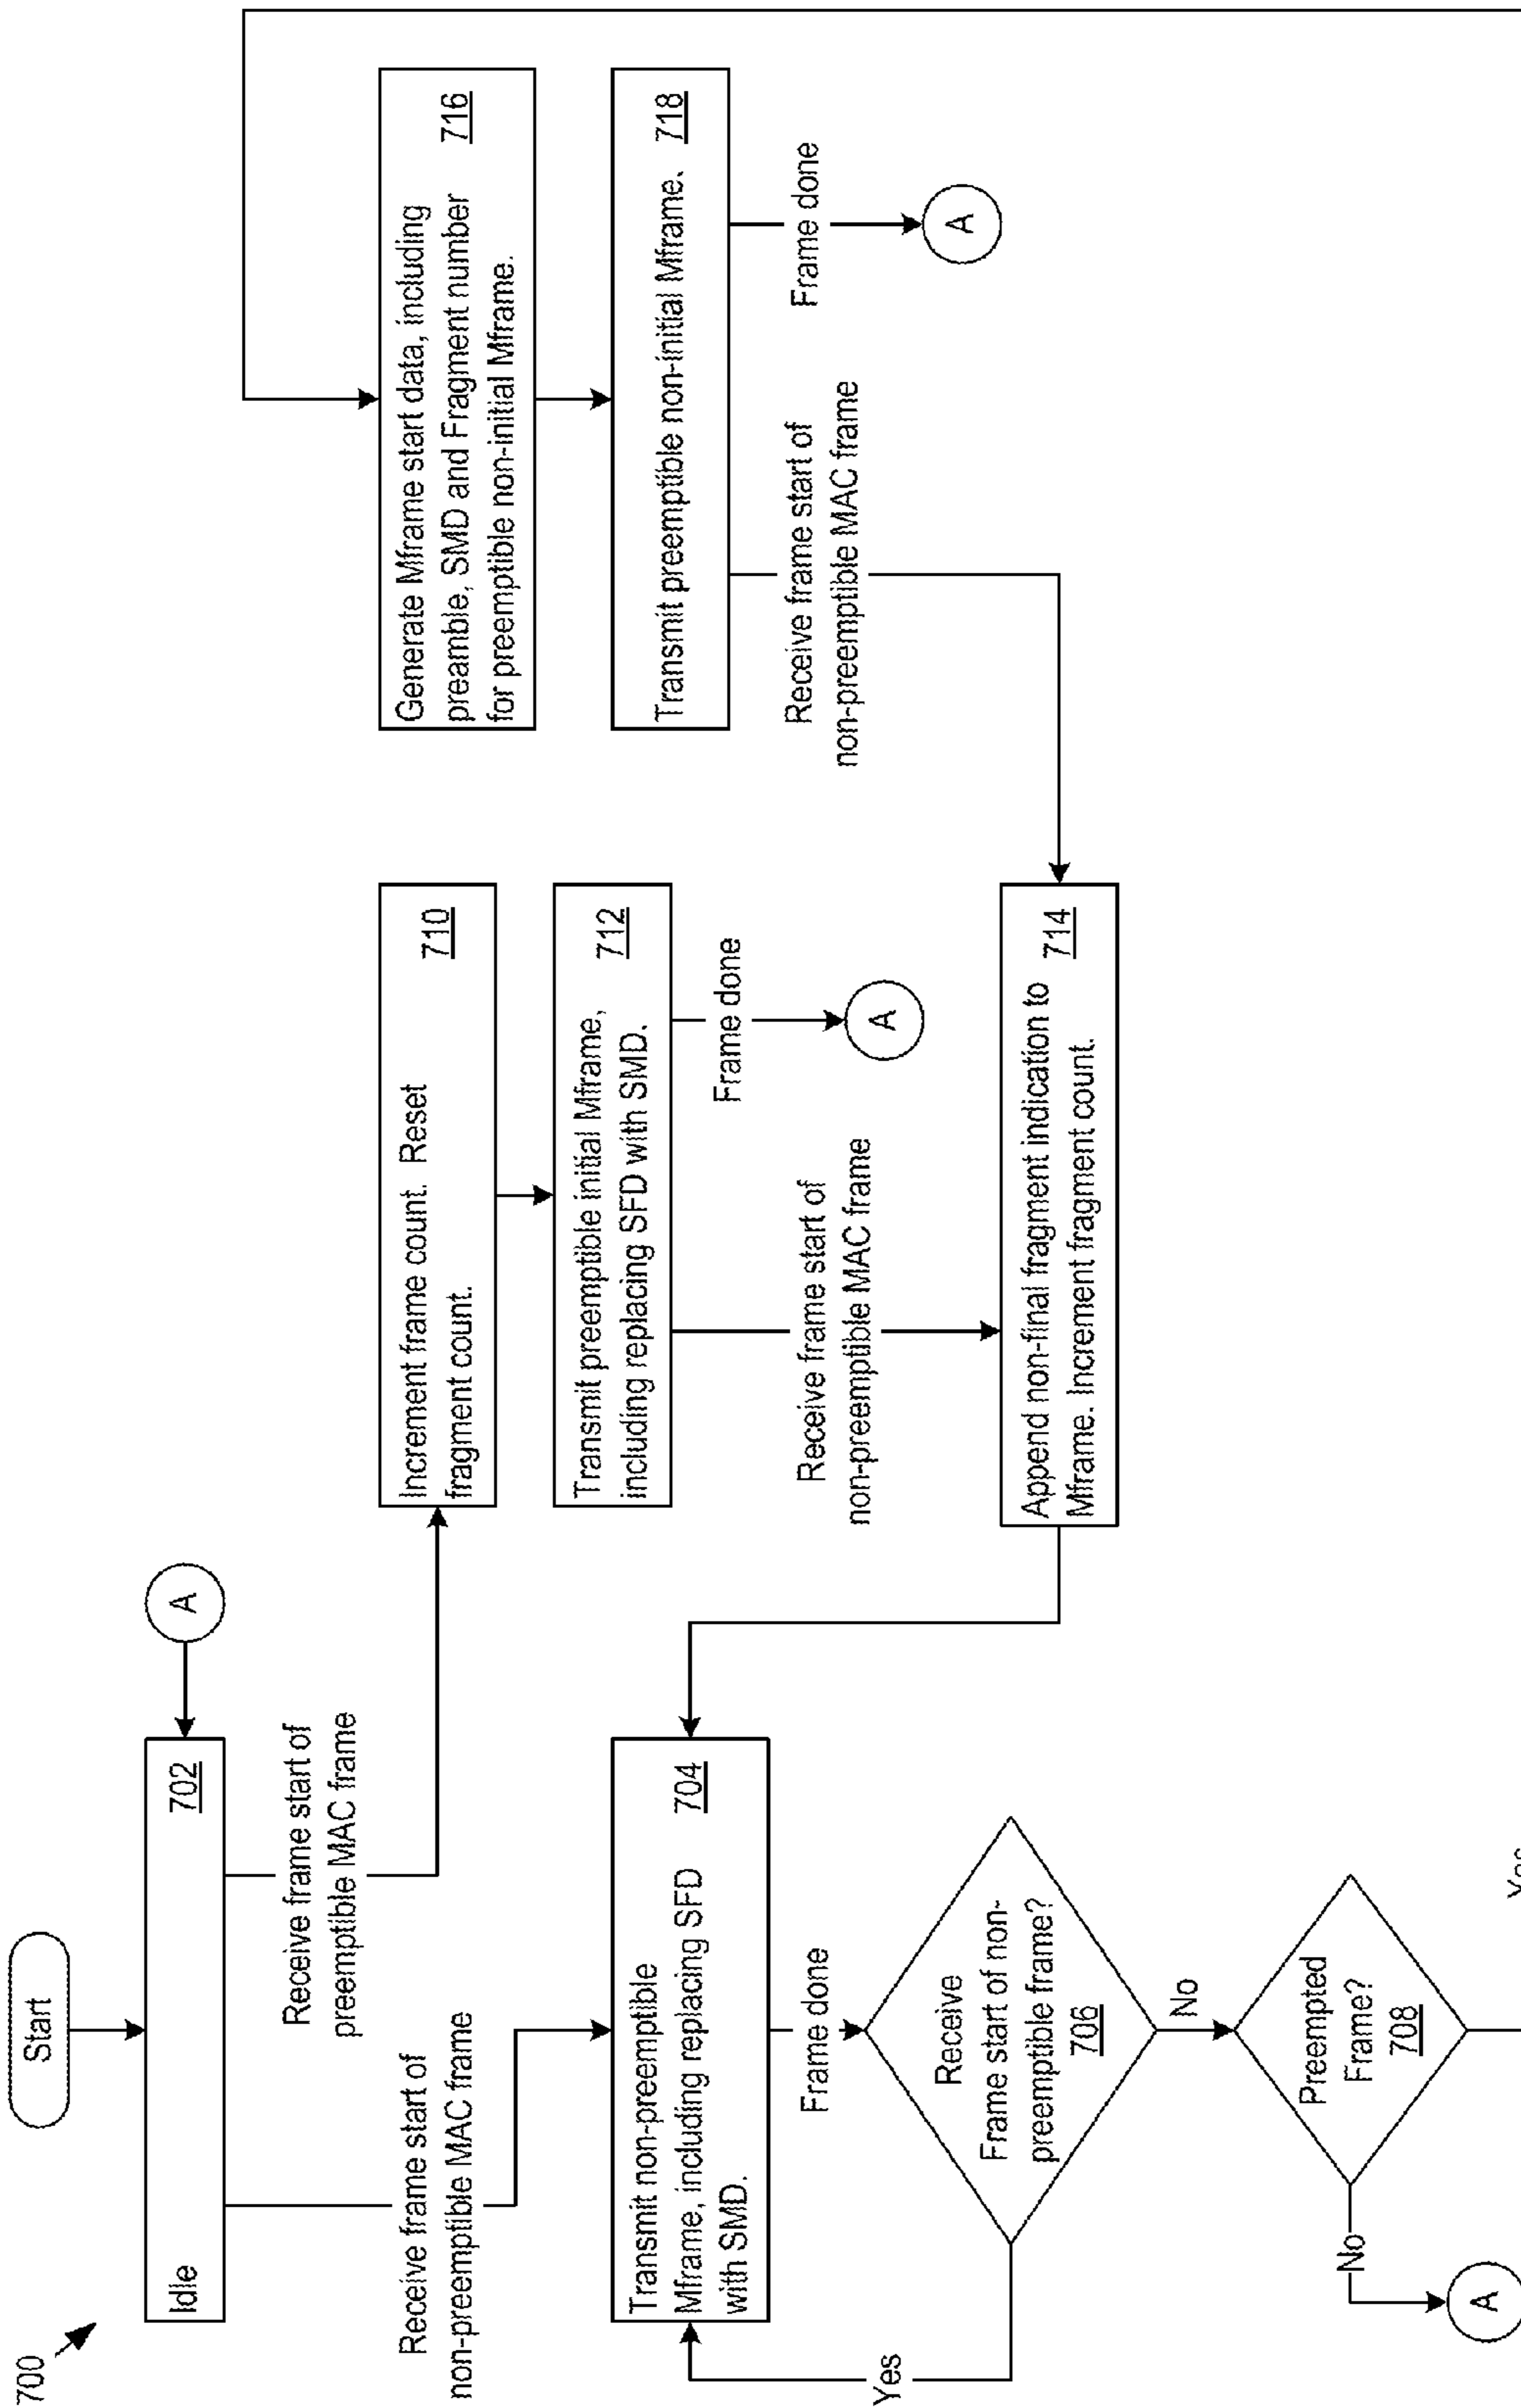 700
Start
Idle 702
A
Receive frame start of
preemptible MAC frame
Receive frame start of
non-preemptible MAC frame
Transmit non-preemptible
Mframe, including replacing SFD
with SMD. 704
Frame done
Receive
Frame start of non-
preemptible frame?
706
Yes
No
Preempted
Frame?
708
No
A
Yes
Increment frame count. Reset 710
fragment count.
Transmit preemptible initial Mframe, 712
including replacing SFD with SMD.
Frame done
A
Receive frame start of
non-preemptible MAC frame
Append non-final fragment indication to 714
Mframe. Increment fragment count.
Generate Mframe start data, including
preamble, SMD and Fragment number 716
for preemptible non-initial Mframe.
Transmit preemptible non-initial Mframe. 718
Frame done
A
Receive frame start of
non-preemptible MAC frame